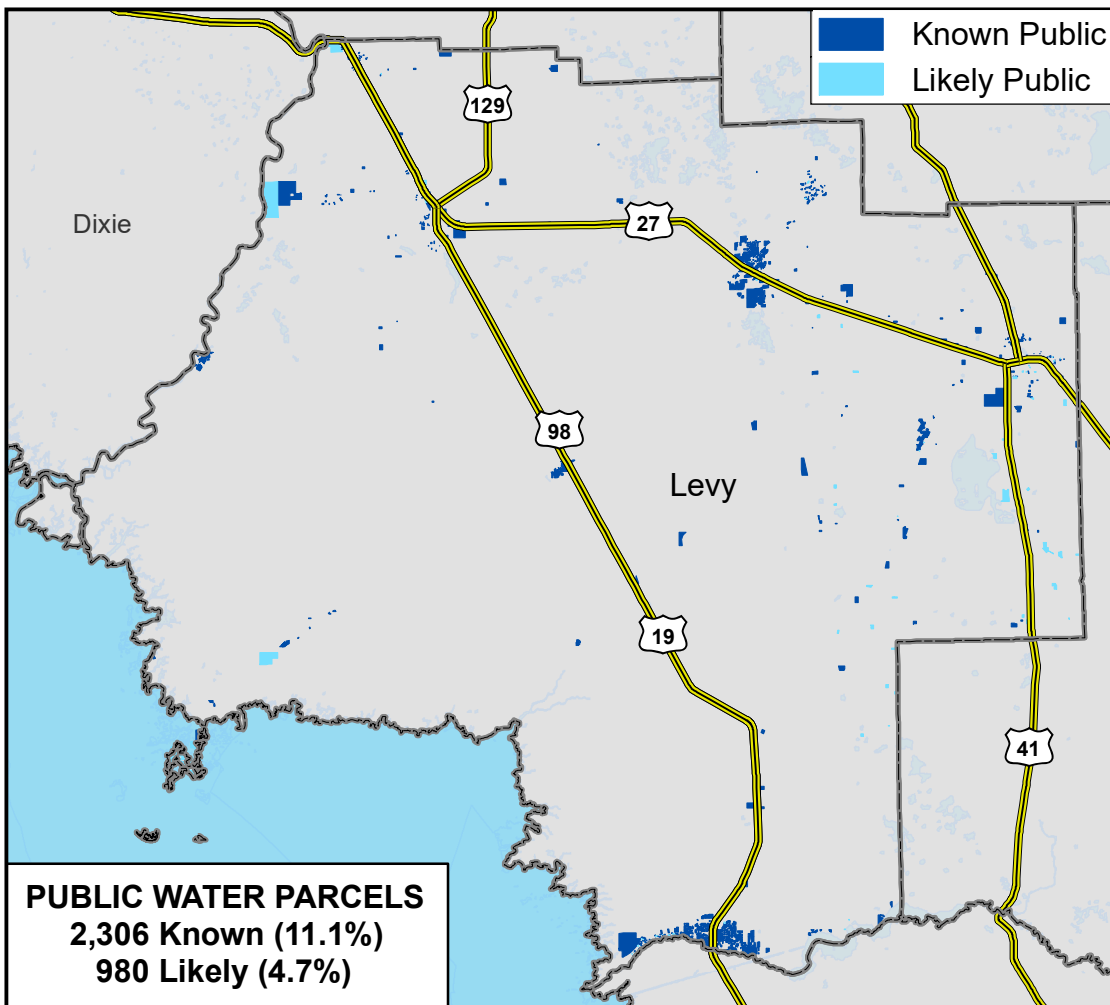 Known Public
Likely Public
129
Dixie
27
98
Levy
19
41
PUBLIC WATER PARCELS
2,306 Known (11.1%)
980 Likely (4.7%)